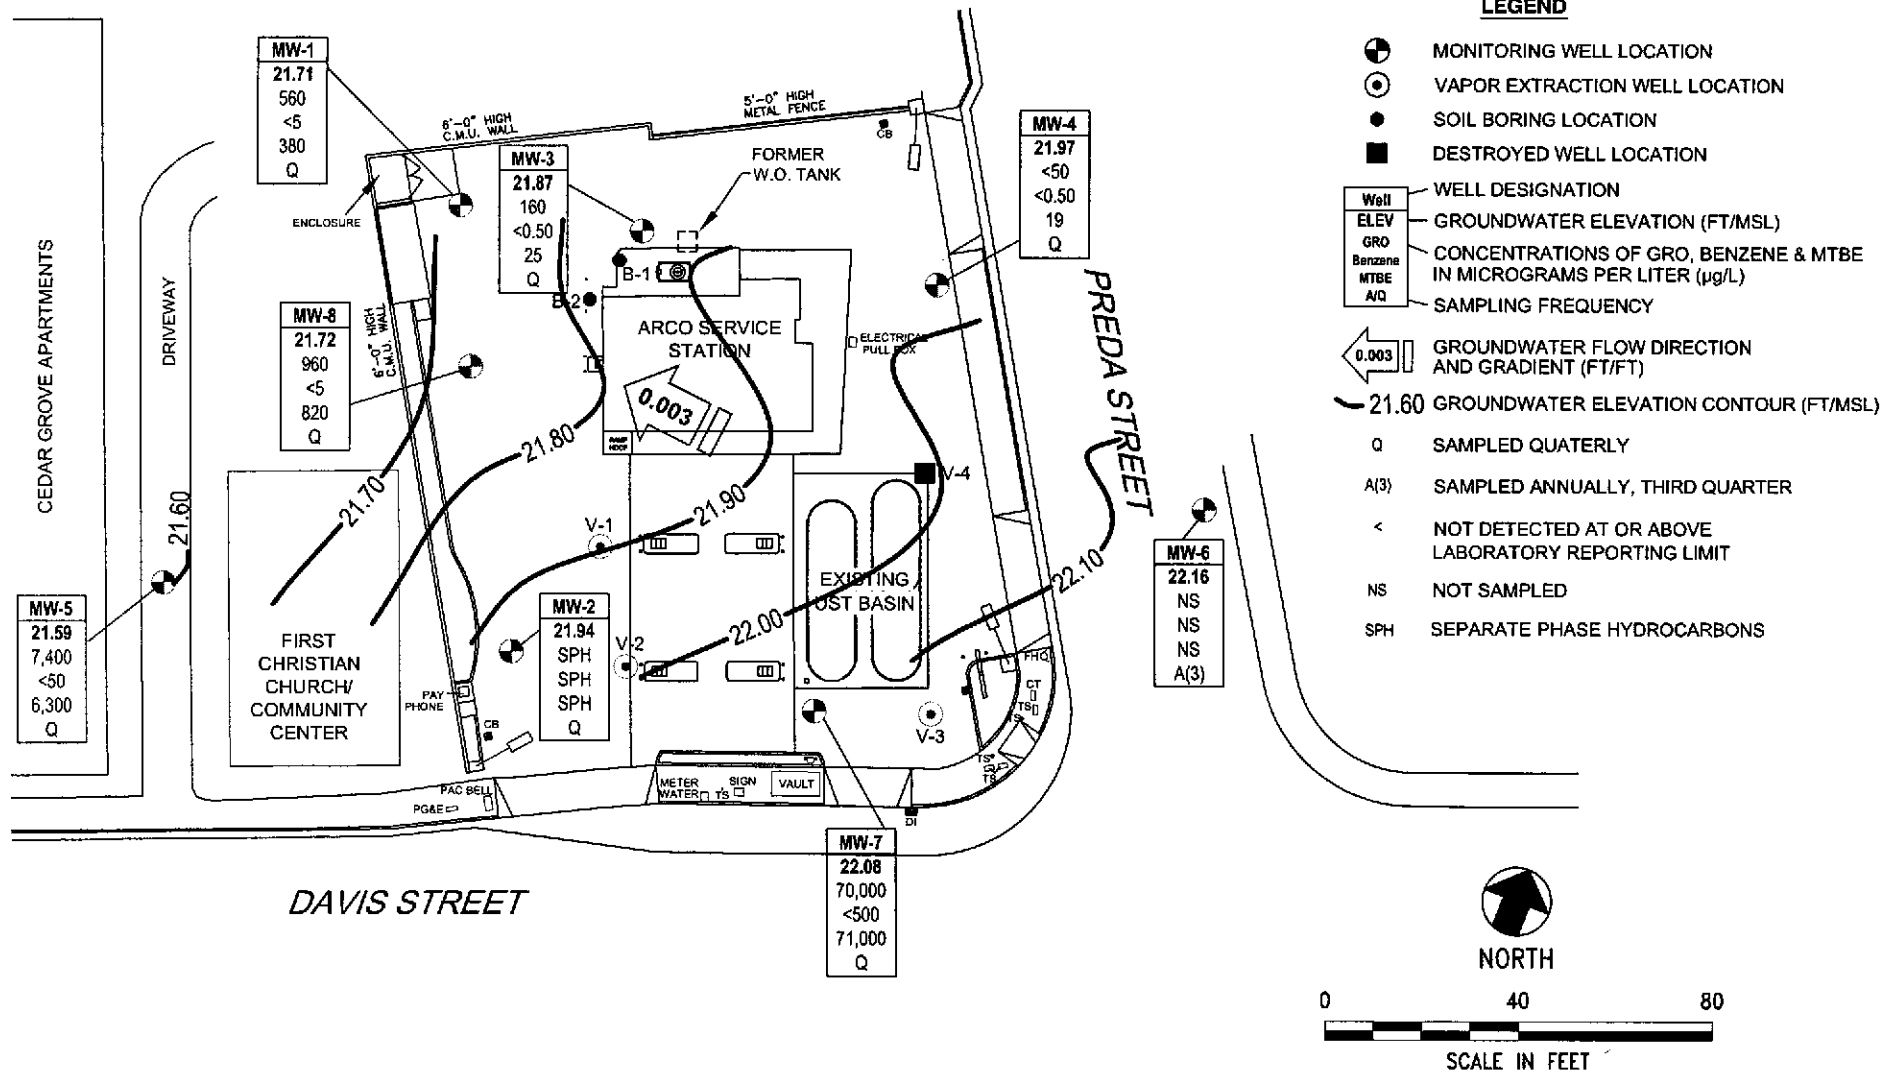 LEGEND
MONITORING WELL LOCATION
VAPOR EXTRACTION WELL LOCATION
SOIL BORING LOCATION
DESTROYED WELL LOCATION
Well
ELEV
GRO
Benzene
MTBE
A/Q
WELL DESIGNATION
GROUNDWATER ELEVATION (FT/MSL)
CONCENTRATIONS OF GRO, BENZENE & MTBE
IN MICROGRAMS PER LITER (µg/L)
SAMPLING FREQUENCY
0.003
GROUNDWATER FLOW DIRECTION
AND GRADIENT (FT/FT)
21.60 GROUNDWATER ELEVATION CONTOUR (FT/MSL)
Q SAMPLED QUATERLY
A(3) SAMPLED ANNUALLY, THIRD QUARTER
< NOT DETECTED AT OR ABOVE
LABORATORY REPORTING LIMIT
NS NOT SAMPLED
SPH SEPARATE PHASE HYDROCARBONS
MW-1
21.71
560
<5
380
Q
6'-0" HIGH
C.M.U. WALL
5'-0" HIGH
METAL FENCE
CB
MW-3
21.87
160
<0.50
25
Q
FORMER
W.O. TANK
MW-4
21.97
<50
<0.50
19
Q
ENCLOSURE
B-1
B-2
ARCO SERVICE
STATION
ELECTRICAL
PULL BOX
0.003
PREDA STREET
CEDAR GROVE APARTMENTS
DRIVEWAY
6'-0" HIGH
C.M.U. WALL
MW-8
21.72
960
<5
820
Q
21.60
21.70
21.80
21.90
22.00
22.10
V-4
V-1
V-2
V-3
EXISTING
UST BASIN
MW-6
22.16
NS
NS
NS
A(3)
MW-5
21.59
7,400
<50
6,300
Q
MW-2
21.94
SPH
SPH
SPH
Q
FIRST
CHRISTIAN
CHURCH/
COMMUNITY
CENTER
PAY
PHONE
CB
CT
TS
TS
TS
TS
PAC BELL
PG&E
METER
WATER
TS
SIGN
VAULT
DI
MW-7
22.08
70,000
<500
71,000
Q
DAVIS STREET
NORTH
0 40 80
SCALE IN FEET